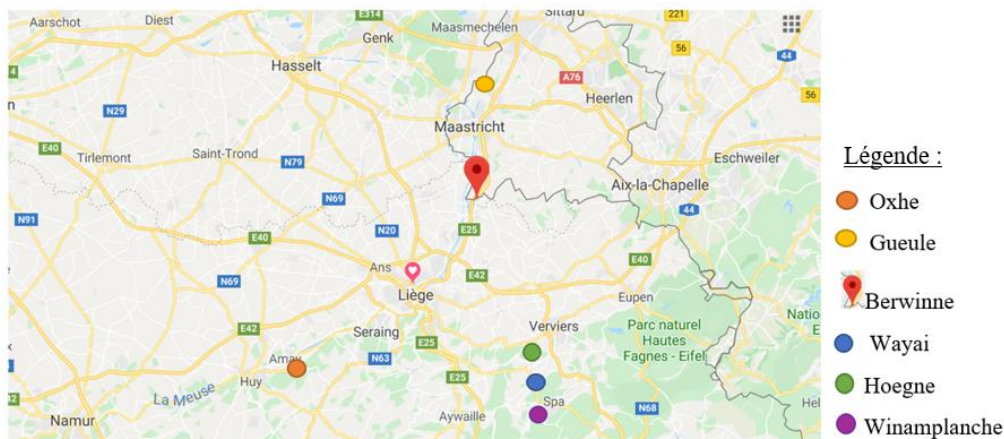 Aarschot
Diest
E314
Genk
Maasmechelen
Sittard
221
56
44
Hasselt
A76
Heerlen
56
N29
Maastricht
E40
Tirlemont
Saint-Trond
N79
Eschweiler
Aix-la-Chapelle
N69
44
N91
N20
E25
E40
Ans
E40
N69
E42
Liège
Eupen
Seraing
Verviers
E42
E25
Parc naturel
Hautes
Fagnes - Eifel
Amay
N63
Huy
E25
La Meuse
Spa
Namur
Aywaille
N68
Légende :
Oxhe
Gueule
Berwinne
Wayai
Hoegne
Winamplanche